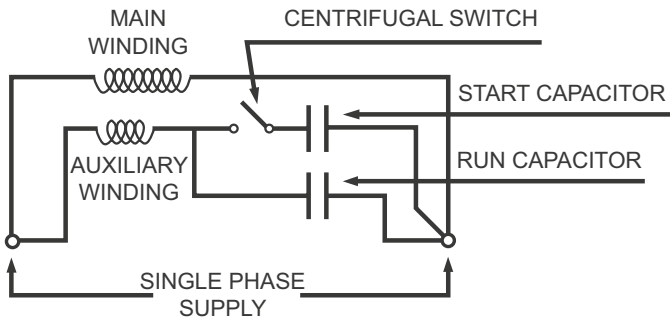 MAIN
WINDING
CENTRIFUGAL SWITCH
START CAPACITOR
AUXILIARY
WINDING
RUN CAPACITOR
SINGLE PHASE
SUPPLY